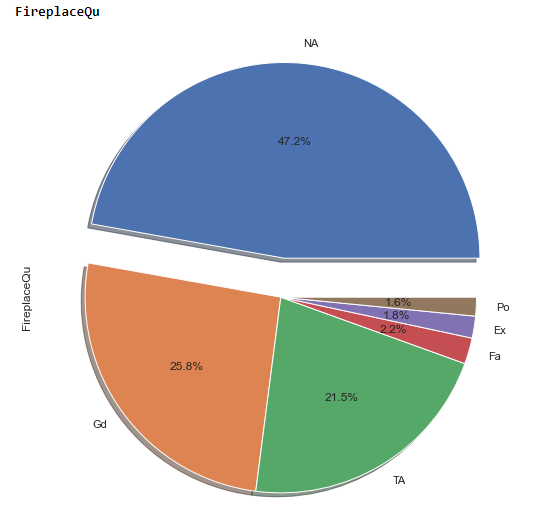 FireplaceQu
NA
47.2%
FireplaceQu
1.6%
Po
1.8%
Ex
2.2%
Fa
25.8%
21.5%
Gd
TA